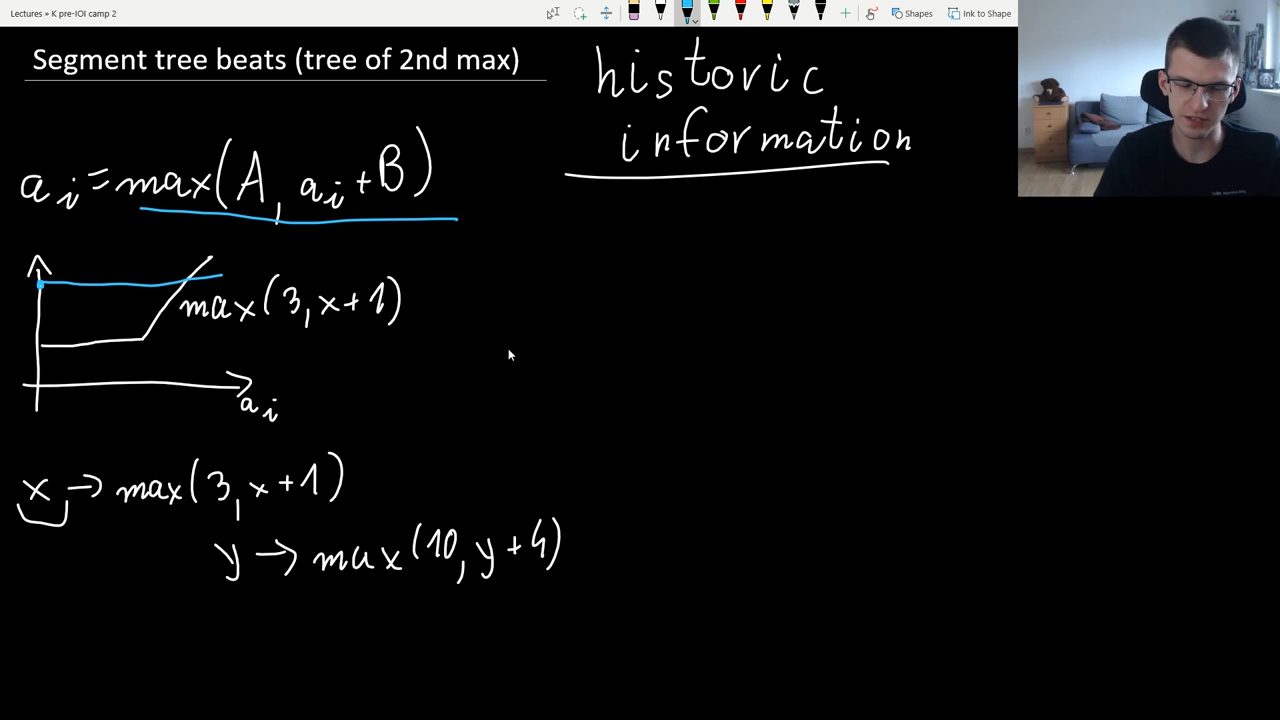 Lectures » K pre-IOI camp 2
Shapes
Ink to Shape
Segment tree beats (tree of 2nd max)
historic
information
a_i = max(A, a_i + B)
max(3, x+1)
a_i
x → max(3, x+1)
y → max(10, y+4)